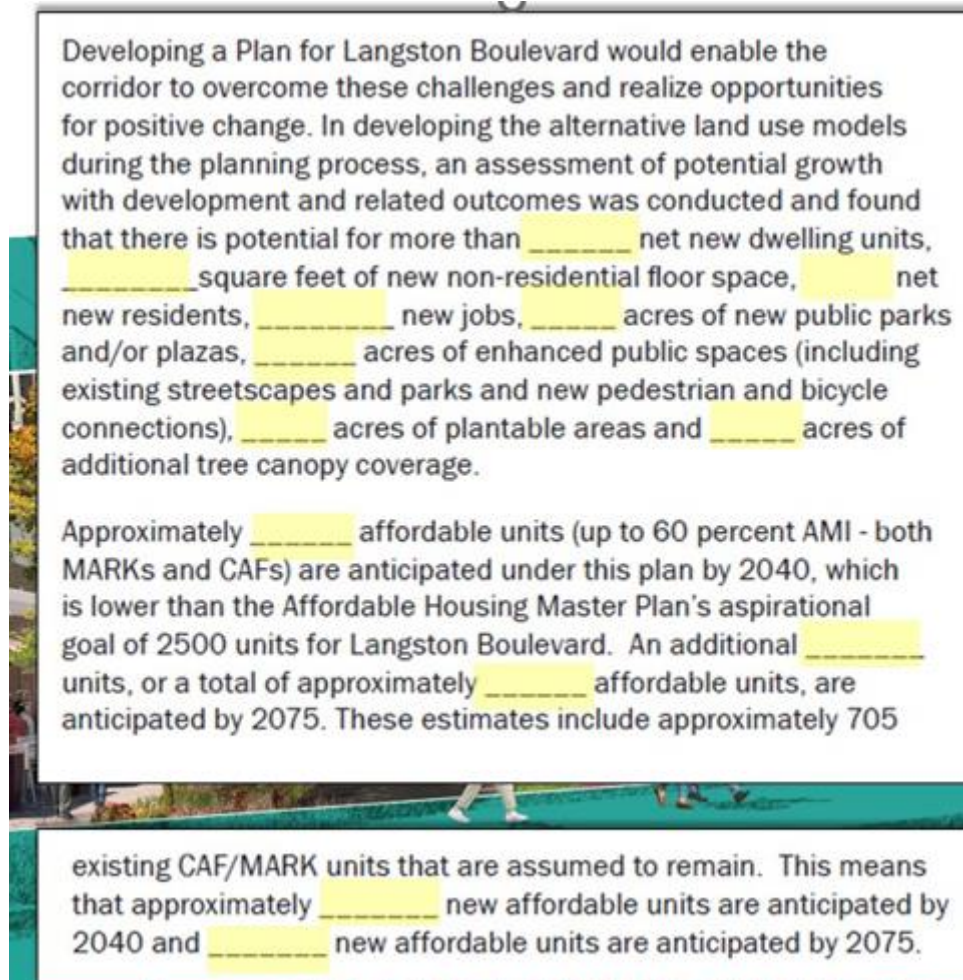 Developing a Plan for Langston Boulevard would enable the
corridor to overcome these challenges and realize opportunities
for positive change. In developing the alternative land use models
during the planning process, an assessment of potential growth
with development and related outcomes was conducted and found
that there is potential for more than ______ net new dwelling units,
________square feet of new non-residential floor space, net
new residents, ________ new jobs, _____ acres of new public parks
and/or plazas, ______ acres of enhanced public spaces (including
existing streetscapes and parks and new pedestrian and bicycle
connections), _____ acres of plantable areas and _____ acres of
additional tree canopy coverage.
Approximately ______ affordable units (up to 60 percent AMI - both
MARKs and CAFs) are anticipated under this plan by 2040, which
is lower than the Affordable Housing Master Plan's aspirational
goal of 2500 units for Langston Boulevard. An additional _______
units, or a total of approximately ______ affordable units, are
anticipated by 2075. These estimates include approximately 705
existing CAF/MARK units that are assumed to remain. This means
that approximately _______ new affordable units are anticipated by
2040 and _______ new affordable units are anticipated by 2075.